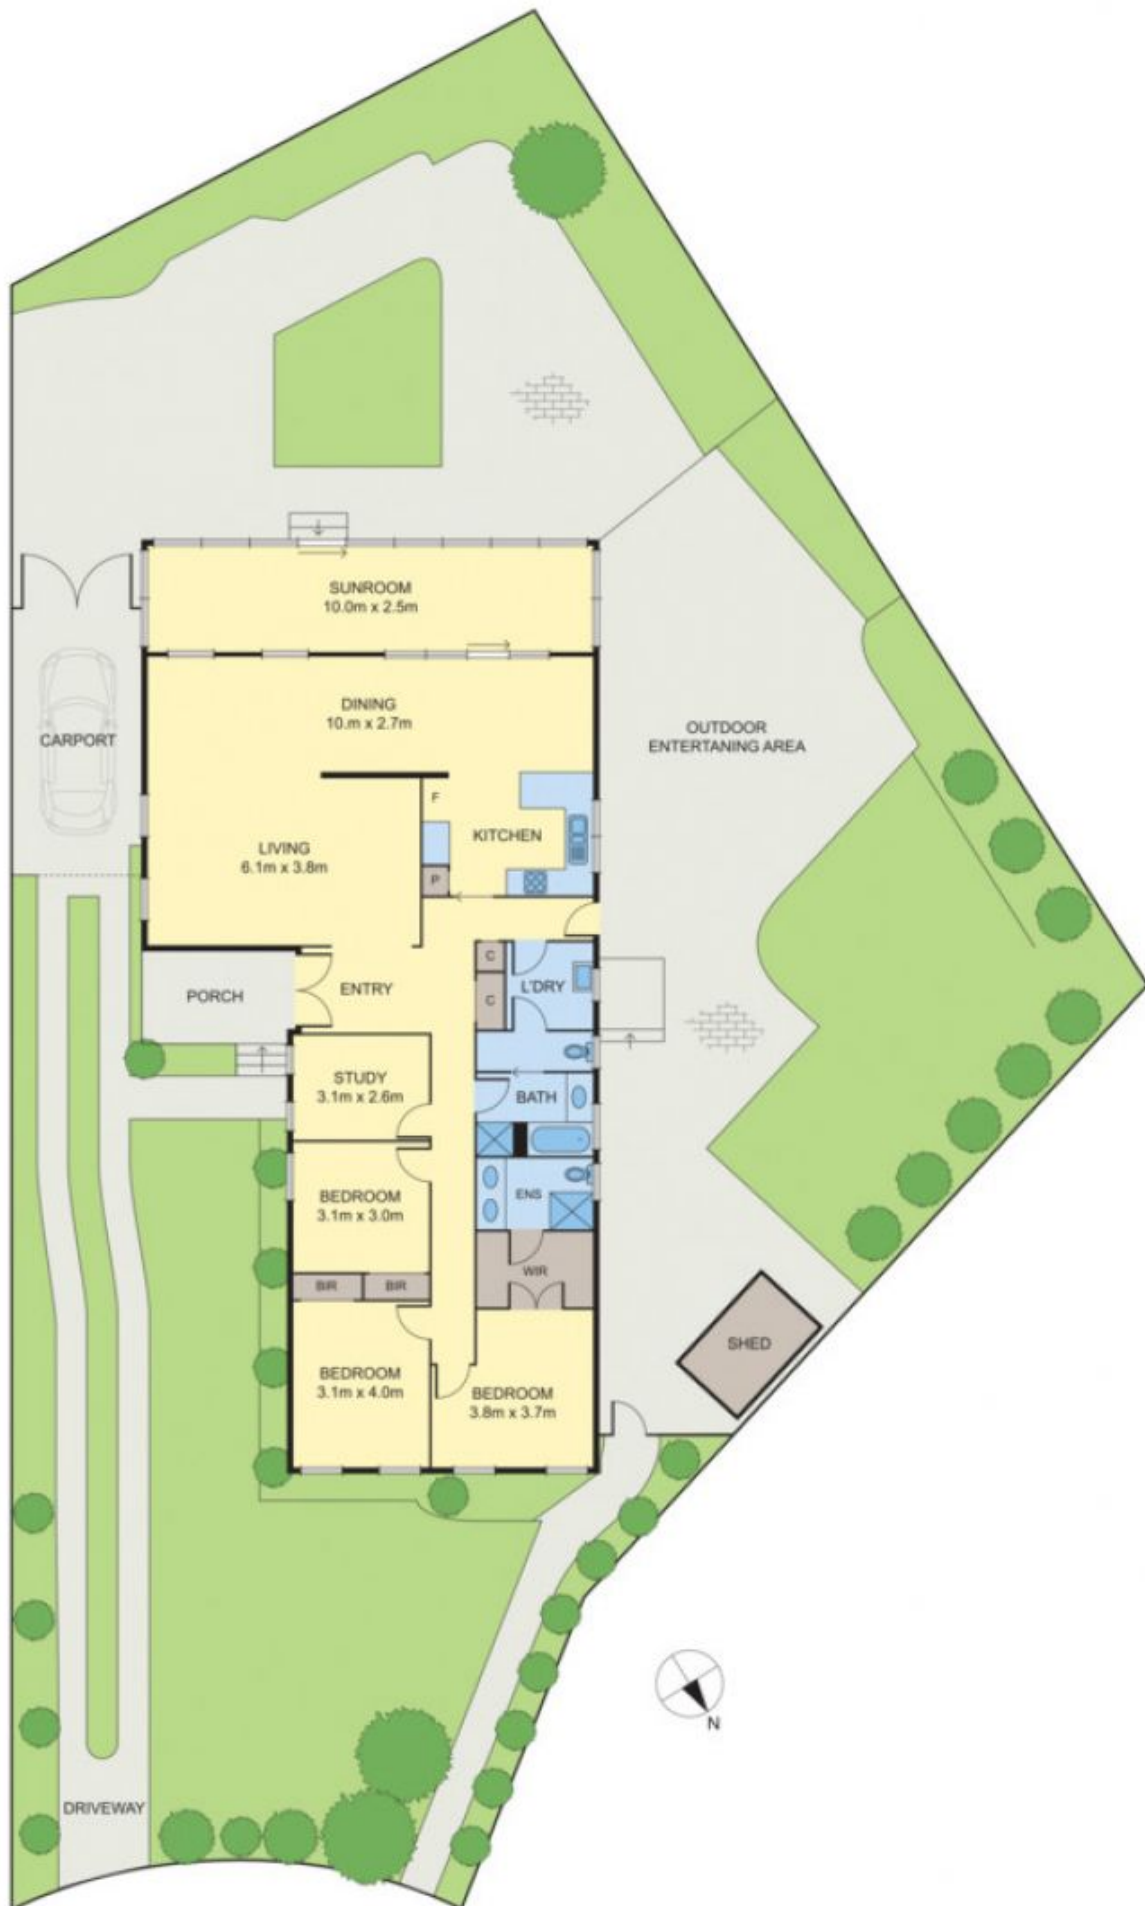 SUNROOM
10.0m x 2.5m
DINING
10.m x 2.7m
CARPORT
OUTDOOR
ENTERTANING AREA
F
KITCHEN
LIVING
6.1m x 3.8m
P
C
L'DRY
C
PORCH
ENTRY
STUDY
3.1m x 2.6m
BATH
BEDROOM
3.1m x 3.0m
ENS
BIR
BIR
WIR
SHED
BEDROOM
3.1m x 4.0m
BEDROOM
3.8m x 3.7m
N
DRIVEWAY